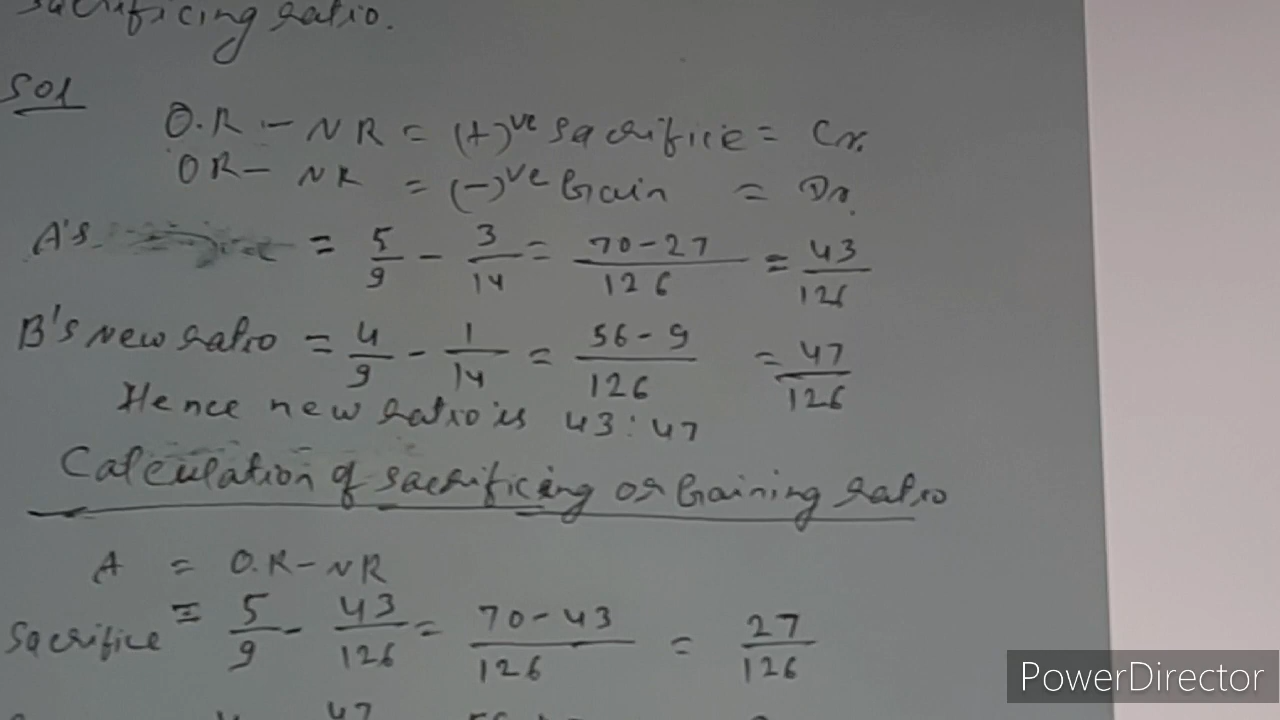 sacrificing ratio.
Sol
O.R - NR = (+)ve Sacrifice = Cr.
OR - NR = (-)ve Gain = Dr.
A's = 5/9 - 3/14 = 70-27/126 = 43/126
B's New ratio = 4/9 - 1/14 = 56-9/126 = 47/126
Hence new ratio is 43:47
Calculation of sacrificing or Gaining ratio
A = O.R - NR
Sacrifice = 5/9 - 43/126 = 70-43/126 = 27/126
47
PowerDirector